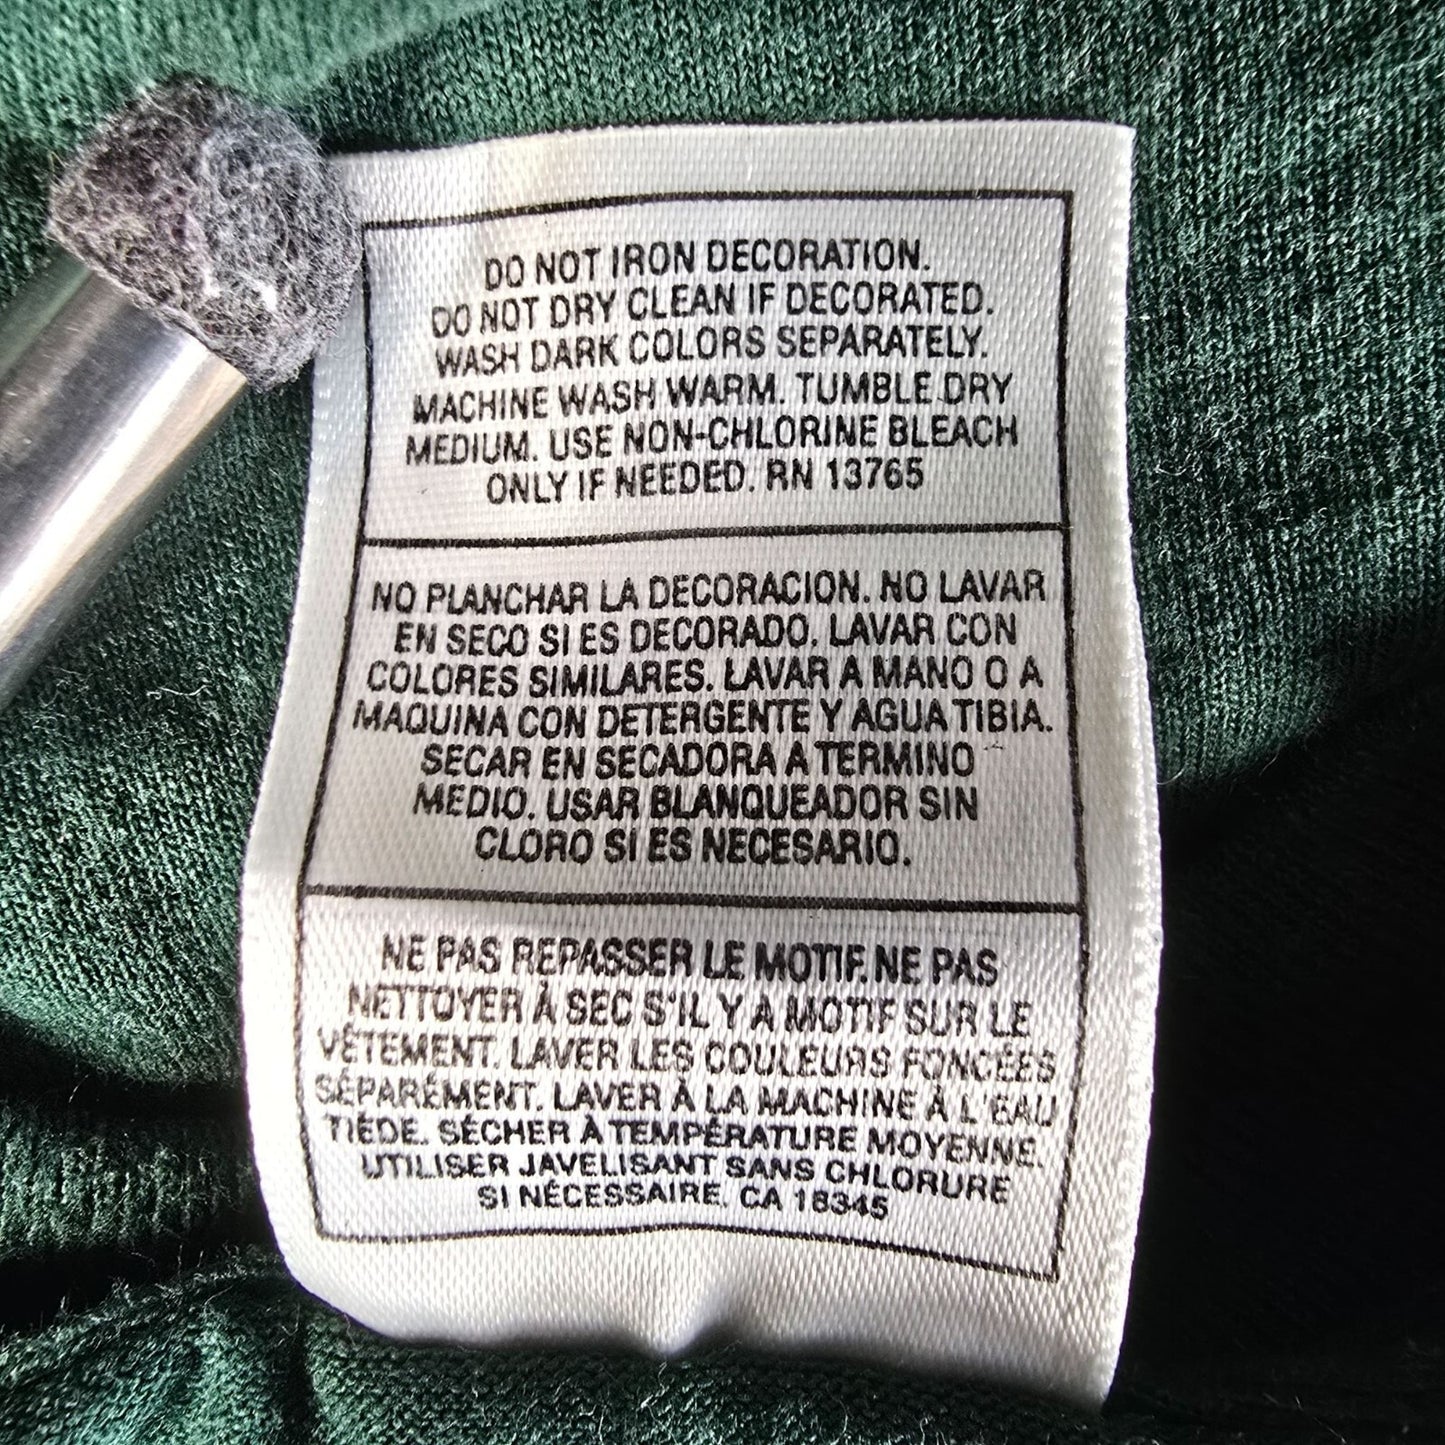 DO NOT IRON DECORATION.
DO NOT DRY CLEAN IF DECORATED.
WASH DARK COLORS SEPARATELY.
MACHINE WASH WARM. TUMBLE DRY
MEDIUM. USE NON-CHLORINE BLEACH
ONLY IF NEEDED. RN 13765
NO PLANCHAR LA DECORACION. NO LAVAR
EN SECO SI ES DECORADO. LAVAR CON
COLORES SIMILARES. LAVAR A MANO O A
MAQUINA CON DETERGENTE Y AGUA TIBIA.
SECAR EN SECADORA A TERMINO
MEDIO. USAR BLANQUEADOR SIN
CLORO SI ES NECESARIO.
NE PAS REPASSER LE MOTIF. NE PAS
NETTOYER À SEC S'IL Y A MOTIF SUR LE
VÊTEMENT. LAVER LES COULEURS FONCÉES
SÉPARÉMENT. LAVER À LA MACHINE À L'EAU
TIÈDE. SÉCHER À TEMPÉRATURE MOYENNE.
UTILISER JAVELISANT SANS CHLORURE
SI NÉCESSAIRE. CA 18345